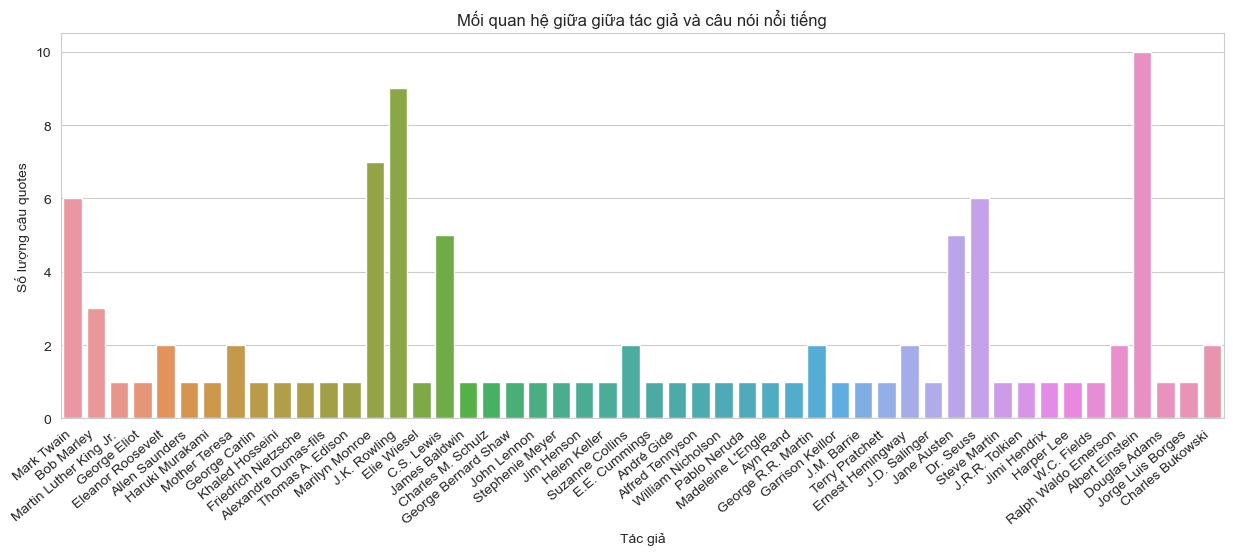 Mối quan hệ giữa giữa tác giả và câu nói nổi tiếng
Số lượng câu quotes
10
8
6
4
2
0
Mark Twain
Bob Marley
Martin Luther King Jr.
George Eliot
Eleanor Roosevelt
Allen Saunders
Haruki Murakami
Mother Teresa
George Carlin
Khaled Hosseini
Friedrich Nietzsche
Alexandre Dumas-fils
Thomas A. Edison
Marilyn Monroe
J.K. Rowling
Elie Wiesel
C.S. Lewis
James Baldwin
Charles M. Schulz
George Bernard Shaw
John Lennon
Stephenie Meyer
Jim Henson
Helen Keller
Suzanne Collins
E.E. Cummings
André Gide
Alfred Tennyson
William Nicholson
Pablo Neruda
Madeleine L'Engle
Ayn Rand
George R.R. Martin
Garrison Keillor
J.M. Barrie
Terry Pratchett
Ernest Hemingway
J.D. Salinger
Jane Austen
Dr. Seuss
Steve Martin
J.R.R. Tolkien
Jimi Hendrix
Harper Lee
W.C. Fields
Ralph Waldo Emerson
Albert Einstein
Douglas Adams
Jorge Luis Borges
Charles Bukowski
Tác giả